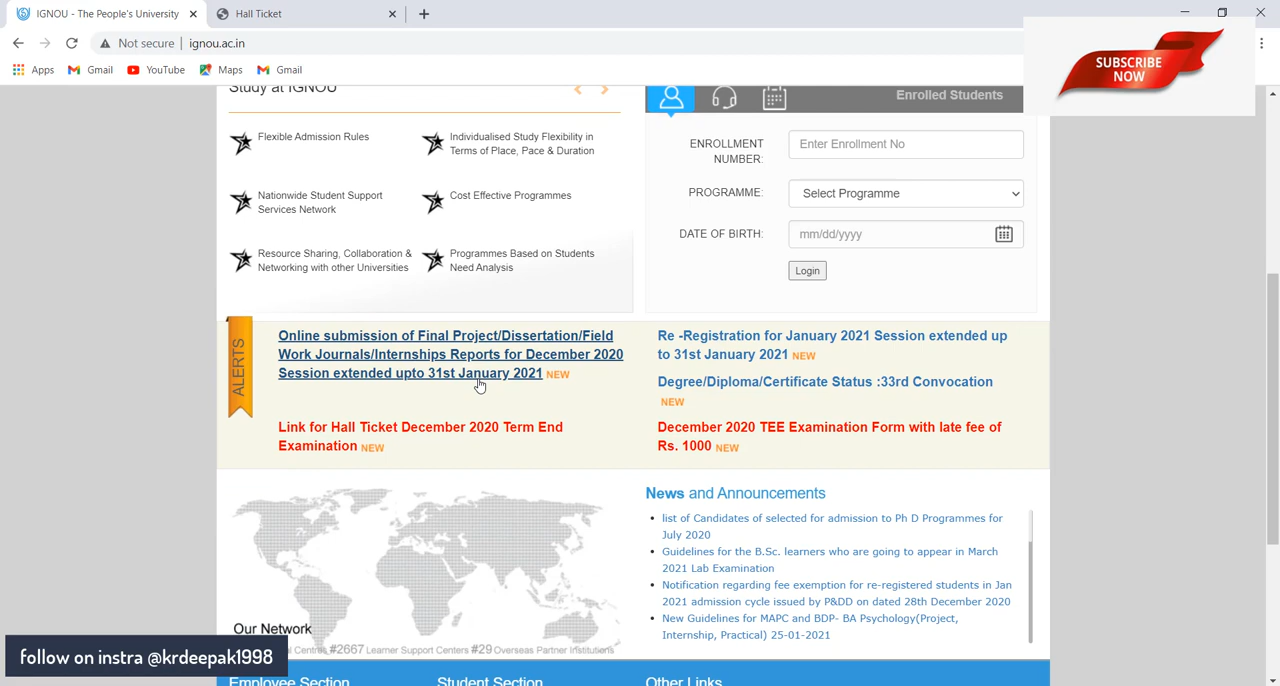 IGNOU - The People's University
Hall Ticket
Not secure | ignou.ac.in
Apps Gmail YouTube Maps Gmail
SUBSCRIBE
NOW
Study at IGNOU
Enrolled Students
Flexible Admission Rules
Individualised Study Flexibility in
Terms of Place, Pace & Duration
Nationwide Student Support
Services Network
Cost Effective Programmes
Resource Sharing, Collaboration &
Networking with other Universities
Programmes Based on Students
Need Analysis
ENROLLMENT
NUMBER:
Enter Enrollment No
PROGRAMME:
Select Programme
DATE OF BIRTH:
mm/dd/yyyy
Login
ALERTS
Online submission of Final Project/Dissertation/Field
Work Journals/Internships Reports for December 2020
Session extended upto 31st January 2021 NEW
Link for Hall Ticket December 2020 Term End
Examination NEW
Re -Registration for January 2021 Session extended up
to 31st January 2021 NEW
Degree/Diploma/Certificate Status :33rd Convocation
NEW
December 2020 TEE Examination Form with late fee of
Rs. 1000 NEW
Our Network
al Centres #2667 Learner Support Centers #29 Overseas Partner Institutions
News and Announcements
list of Candidates of selected for admission to Ph D Programmes for
July 2020
Guidelines for the B.Sc. learners who are going to appear in March
2021 Lab Examination
Notification regarding fee exemption for re-registered students in Jan
2021 admission cycle issued by P&DD on dated 28th December 2020
New Guidelines for MAPC and BDP- BA Psychology(Project,
Internship, Practical) 25-01-2021
follow on instra @krdeepak1998
Employee Section
Student Section
Other Links